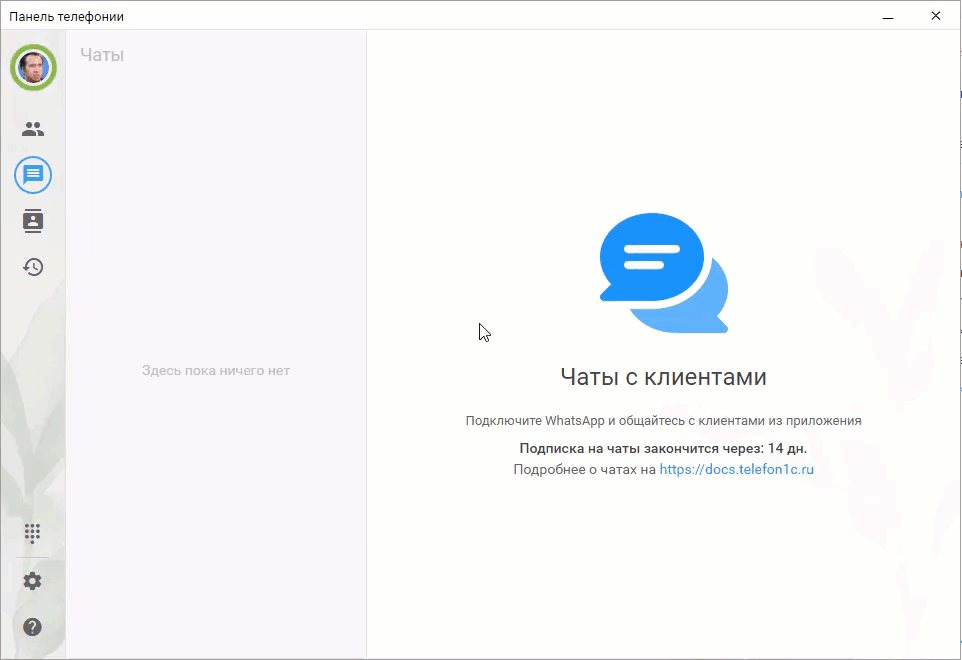 Панель телефонии
Чаты
Здесь пока ничего нет
Чаты с клиентами
Подключите WhatsApp и общайтесь с клиентами из приложения
Подписка на чаты закончится через: 14 дн.
Подробнее о чатах на https://docs.telefon1c.ru